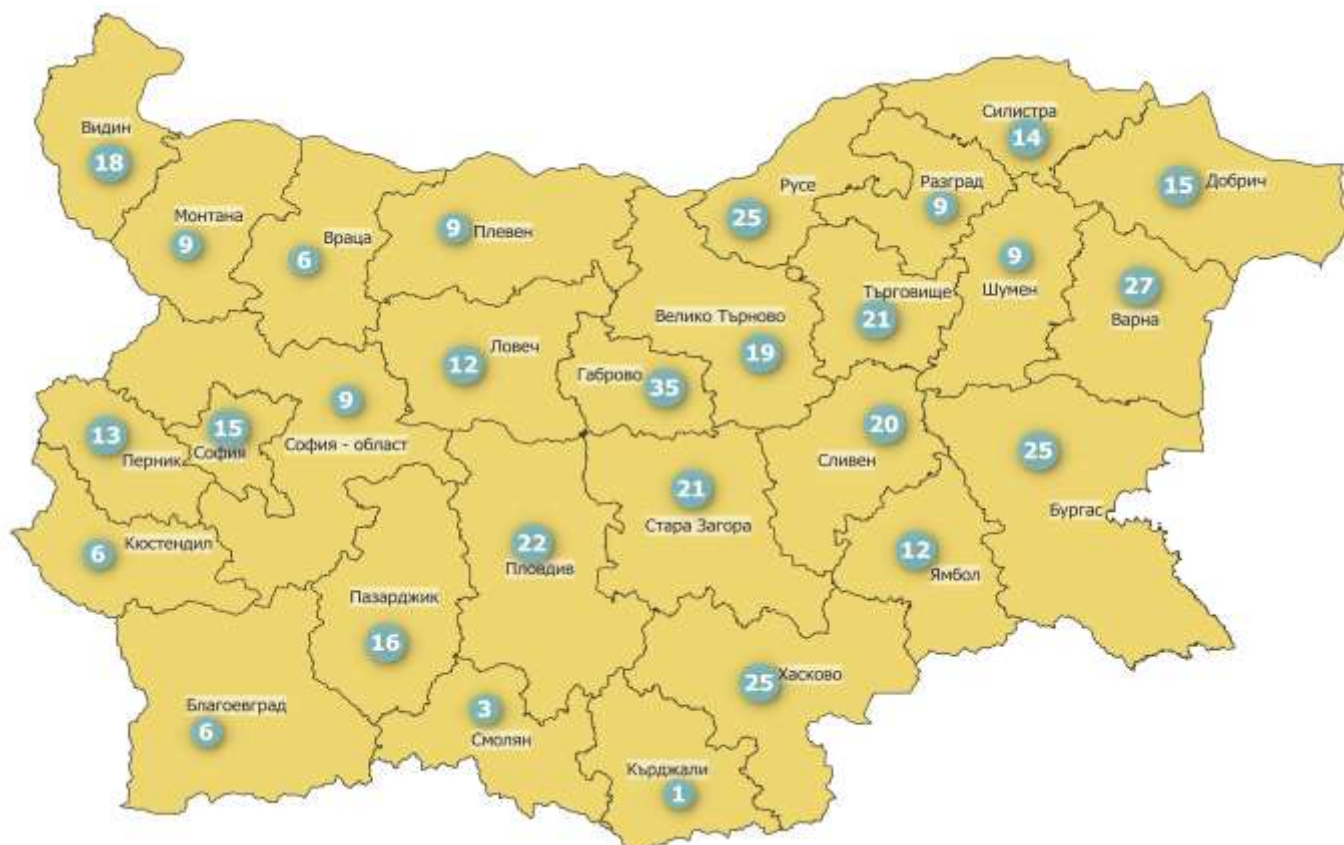 Силистра
14
Видин
18
Русе
25
Разград
9
15
Добрич
Монтана
9
Враца
6
9
Плевен
9
Шумен
27
Варна
Търговище
21
Велико Търново
19
Ловеч
12
Габрово
35
9
София - област
15
София
13
Перник
20
Сливен
25
Бургас
21
Стара Загора
22
Пловдив
Кюстендил
6
12
Ямбол
Пазарджик
16
25
Хасково
Благоевград
6
3
Смолян
Кърджали
1